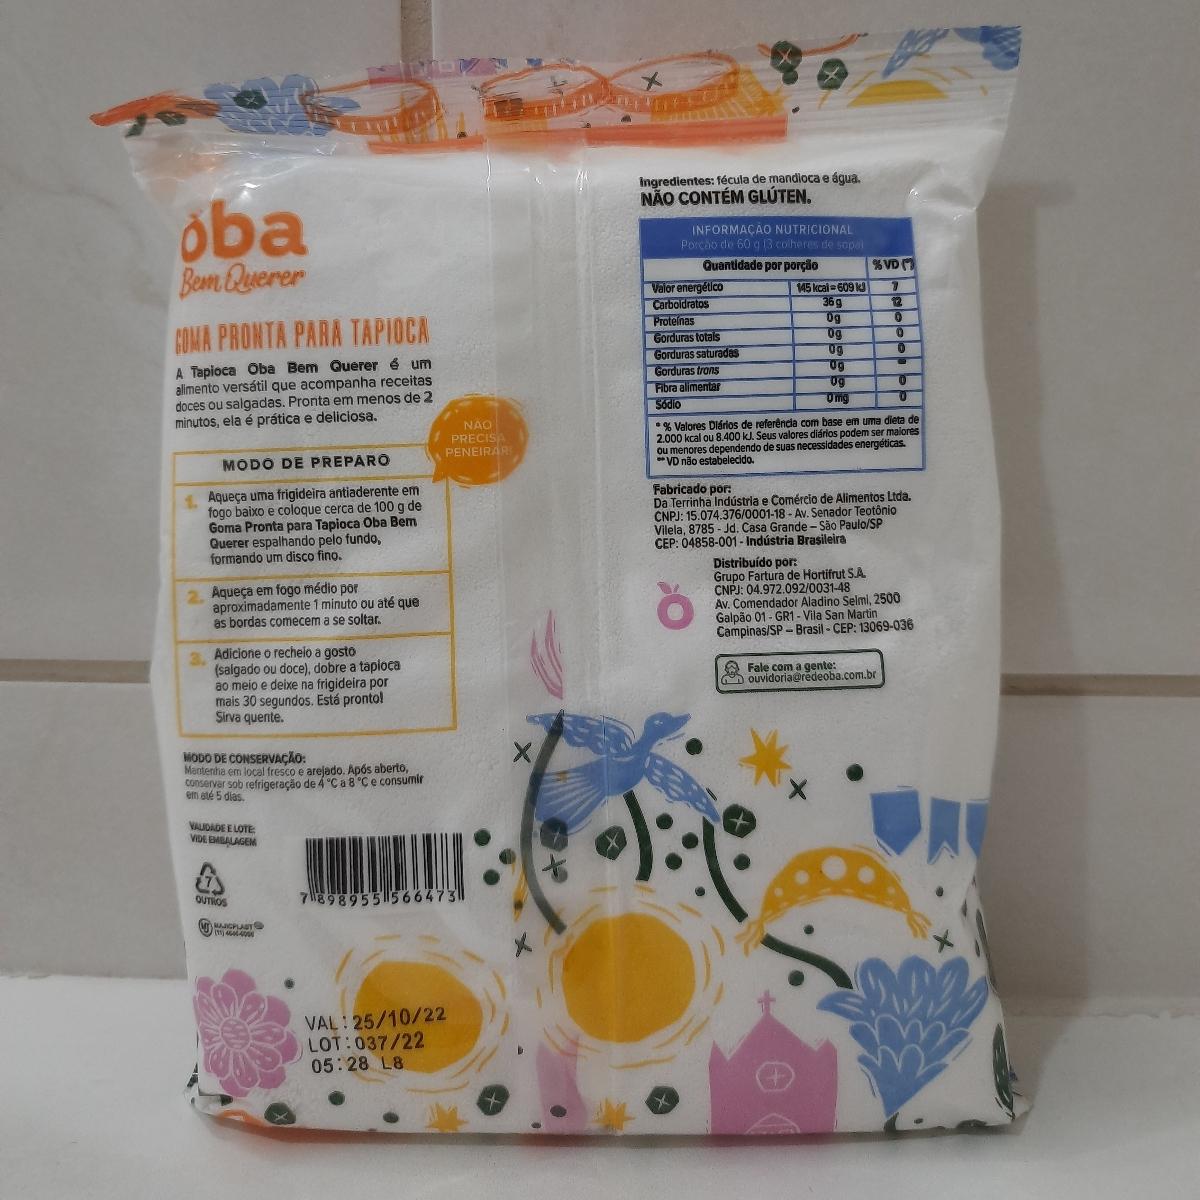 òba
Bem Querer
GOMA PRONTA PARA TAPIOCA
A Tapioca Oba Bem Querer é um
alimento versátil que acompanha receitas
doces ou salgadas. Pronta em menos de 2
minutos, ela é prática e deliciosa.
NÃO
PRECISA
PENEIRAR!
MODO DE PREPARO
1. Aqueça uma frigideira antiaderente em
fogo baixo e coloque cerca de 100 g de
Goma Pronta para Tapioca Oba Bem
Querer espalhando pelo fundo,
formando um disco fino.
2. Aqueça em fogo médio por
aproximadamente 1 minuto ou até que
as bordas comecem a se soltar.
3. Adicione o recheio a gosto
(salgado ou doce), dobre a tapioca
ao meio e deixe na frigideira por
mais 30 segundos. Está pronto!
Sirva quente.
MODO DE CONSERVAÇÃO:
Mantenha em local fresco e arejado. Após aberto,
conservar sob refrigeração de 4 °C a 8 °C e consumir
em até 5 dias.
VALIDADE E LOTE:
VIDE EMBALAGEM
7
OUTROS
7 898955 566473
VAL:25/10/22
LOT:037/22
05:28 L8
Ingredientes: fécula de mandioca e água.
NÃO CONTÉM GLÚTEN.
INFORMAÇÃO NUTRICIONAL
Porção de 60 g (3 colheres de sopa)
Quantidade por porção % VD (*)
Valor energético 145 kcal = 609 kJ 7
Carboidratos 36 g 12
Proteínas 0 g 0
Gorduras totais 0 g 0
Gorduras saturadas 0 g 0
Gorduras trans 0 g **
Fibra alimentar 0 g 0
Sódio 0 mg 0
* % Valores Diários de referência com base em uma dieta de
2.000 kcal ou 8.400 kJ. Seus valores diários podem ser maiores
ou menores dependendo de suas necessidades energéticas.
** VD não estabelecido.
Fabricado por:
Da Terrinha Indústria e Comércio de Alimentos Ltda.
CNPJ: 15.074.376/0001-18 - Av. Senador Teotônio
Vilela, 8785 - Jd. Casa Grande – São Paulo/SP
CEP: 04858-001 - Indústria Brasileira
Distribuído por:
Grupo Fartura de Hortifrut S.A.
CNPJ: 04.972.092/0031-48
Av. Comendador Aladino Selmi, 2500
Galpão 01 - GR1 - Vila San Martin
Campinas/SP – Brasil - CEP: 13069-036
Fale com a gente:
ouvidoria@redeoba.com.br